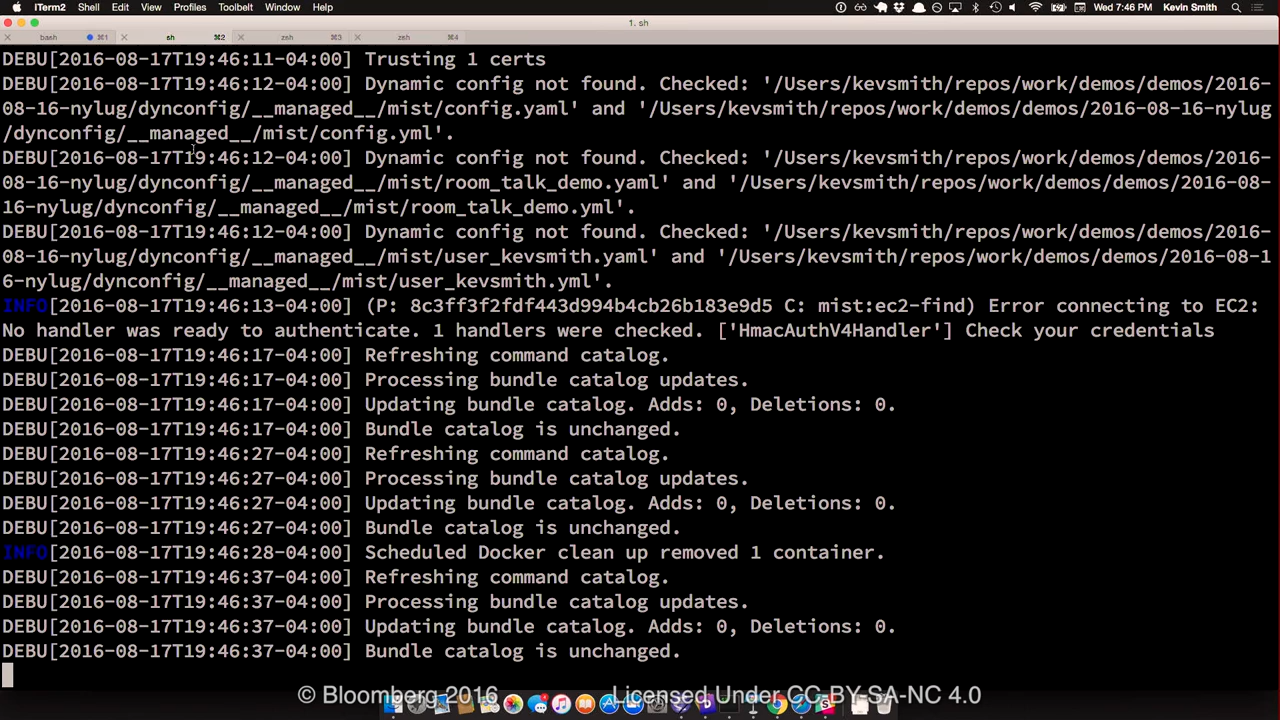 iTerm2 Shell Edit View Profiles Toolbelt Window Help Wed 7:46 PM Kevin Smith
1. sh
bash ⌘1 sh ⌘2 zsh ⌘3 zsh ⌘4
DEBU[2016-08-17T19:46:11-04:00] Trusting 1 certs
DEBU[2016-08-17T19:46:12-04:00] Dynamic config not found. Checked: '/Users/kevsmith/repos/work/demos/demos/2016-
08-16-nylug/dynconfig/__managed__/mist/config.yaml' and '/Users/kevsmith/repos/work/demos/demos/2016-08-16-nylug
/dynconfig/__managed__/mist/config.yml'.
DEBU[2016-08-17T19:46:12-04:00] Dynamic config not found. Checked: '/Users/kevsmith/repos/work/demos/demos/2016-
08-16-nylug/dynconfig/__managed__/mist/room_talk_demo.yaml' and '/Users/kevsmith/repos/work/demos/demos/2016-08-
16-nylug/dynconfig/__managed__/mist/room_talk_demo.yml'.
DEBU[2016-08-17T19:46:12-04:00] Dynamic config not found. Checked: '/Users/kevsmith/repos/work/demos/demos/2016-
08-16-nylug/dynconfig/__managed__/mist/user_kevsmith.yaml' and '/Users/kevsmith/repos/work/demos/demos/2016-08-1
6-nylug/dynconfig/__managed__/mist/user_kevsmith.yml'.
INFO[2016-08-17T19:46:13-04:00] (P: 8c3ff3f2fdf443d994b4cb26b183e9d5 C: mist:ec2-find) Error connecting to EC2:
No handler was ready to authenticate. 1 handlers were checked. ['HmacAuthV4Handler'] Check your credentials
DEBU[2016-08-17T19:46:17-04:00] Refreshing command catalog.
DEBU[2016-08-17T19:46:17-04:00] Processing bundle catalog updates.
DEBU[2016-08-17T19:46:17-04:00] Updating bundle catalog. Adds: 0, Deletions: 0.
DEBU[2016-08-17T19:46:17-04:00] Bundle catalog is unchanged.
DEBU[2016-08-17T19:46:27-04:00] Refreshing command catalog.
DEBU[2016-08-17T19:46:27-04:00] Processing bundle catalog updates.
DEBU[2016-08-17T19:46:27-04:00] Updating bundle catalog. Adds: 0, Deletions: 0.
DEBU[2016-08-17T19:46:27-04:00] Bundle catalog is unchanged.
INFO[2016-08-17T19:46:28-04:00] Scheduled Docker clean up removed 1 container.
DEBU[2016-08-17T19:46:37-04:00] Refreshing command catalog.
DEBU[2016-08-17T19:46:37-04:00] Processing bundle catalog updates.
DEBU[2016-08-17T19:46:37-04:00] Updating bundle catalog. Adds: 0, Deletions: 0.
DEBU[2016-08-17T19:46:37-04:00] Bundle catalog is unchanged.
© Bloomberg 2016 Licensed Under CC-BY-SA-NC 4.0